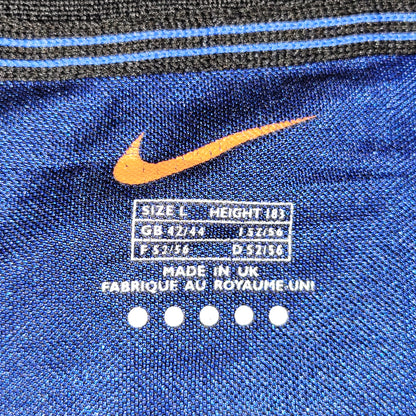 SIZE L HEIGHT 183
GB 42/44 I 52/56
F 52/56 D 52/56
MADE IN UK
FABRIQUE AU ROYAUME-UNI